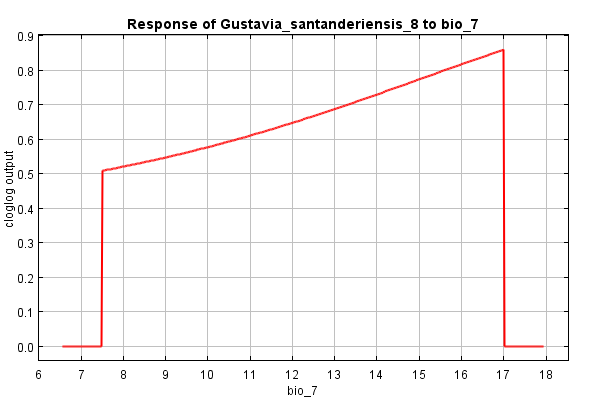 Response of Gustavia_santanderiensis_8 to bio_7
cloglog output
0.9
0.8
0.7
0.6
0.5
0.4
0.3
0.2
0.1
0.0
6 7 8 9 10 11 12 13 14 15 16 17 18
bio_7